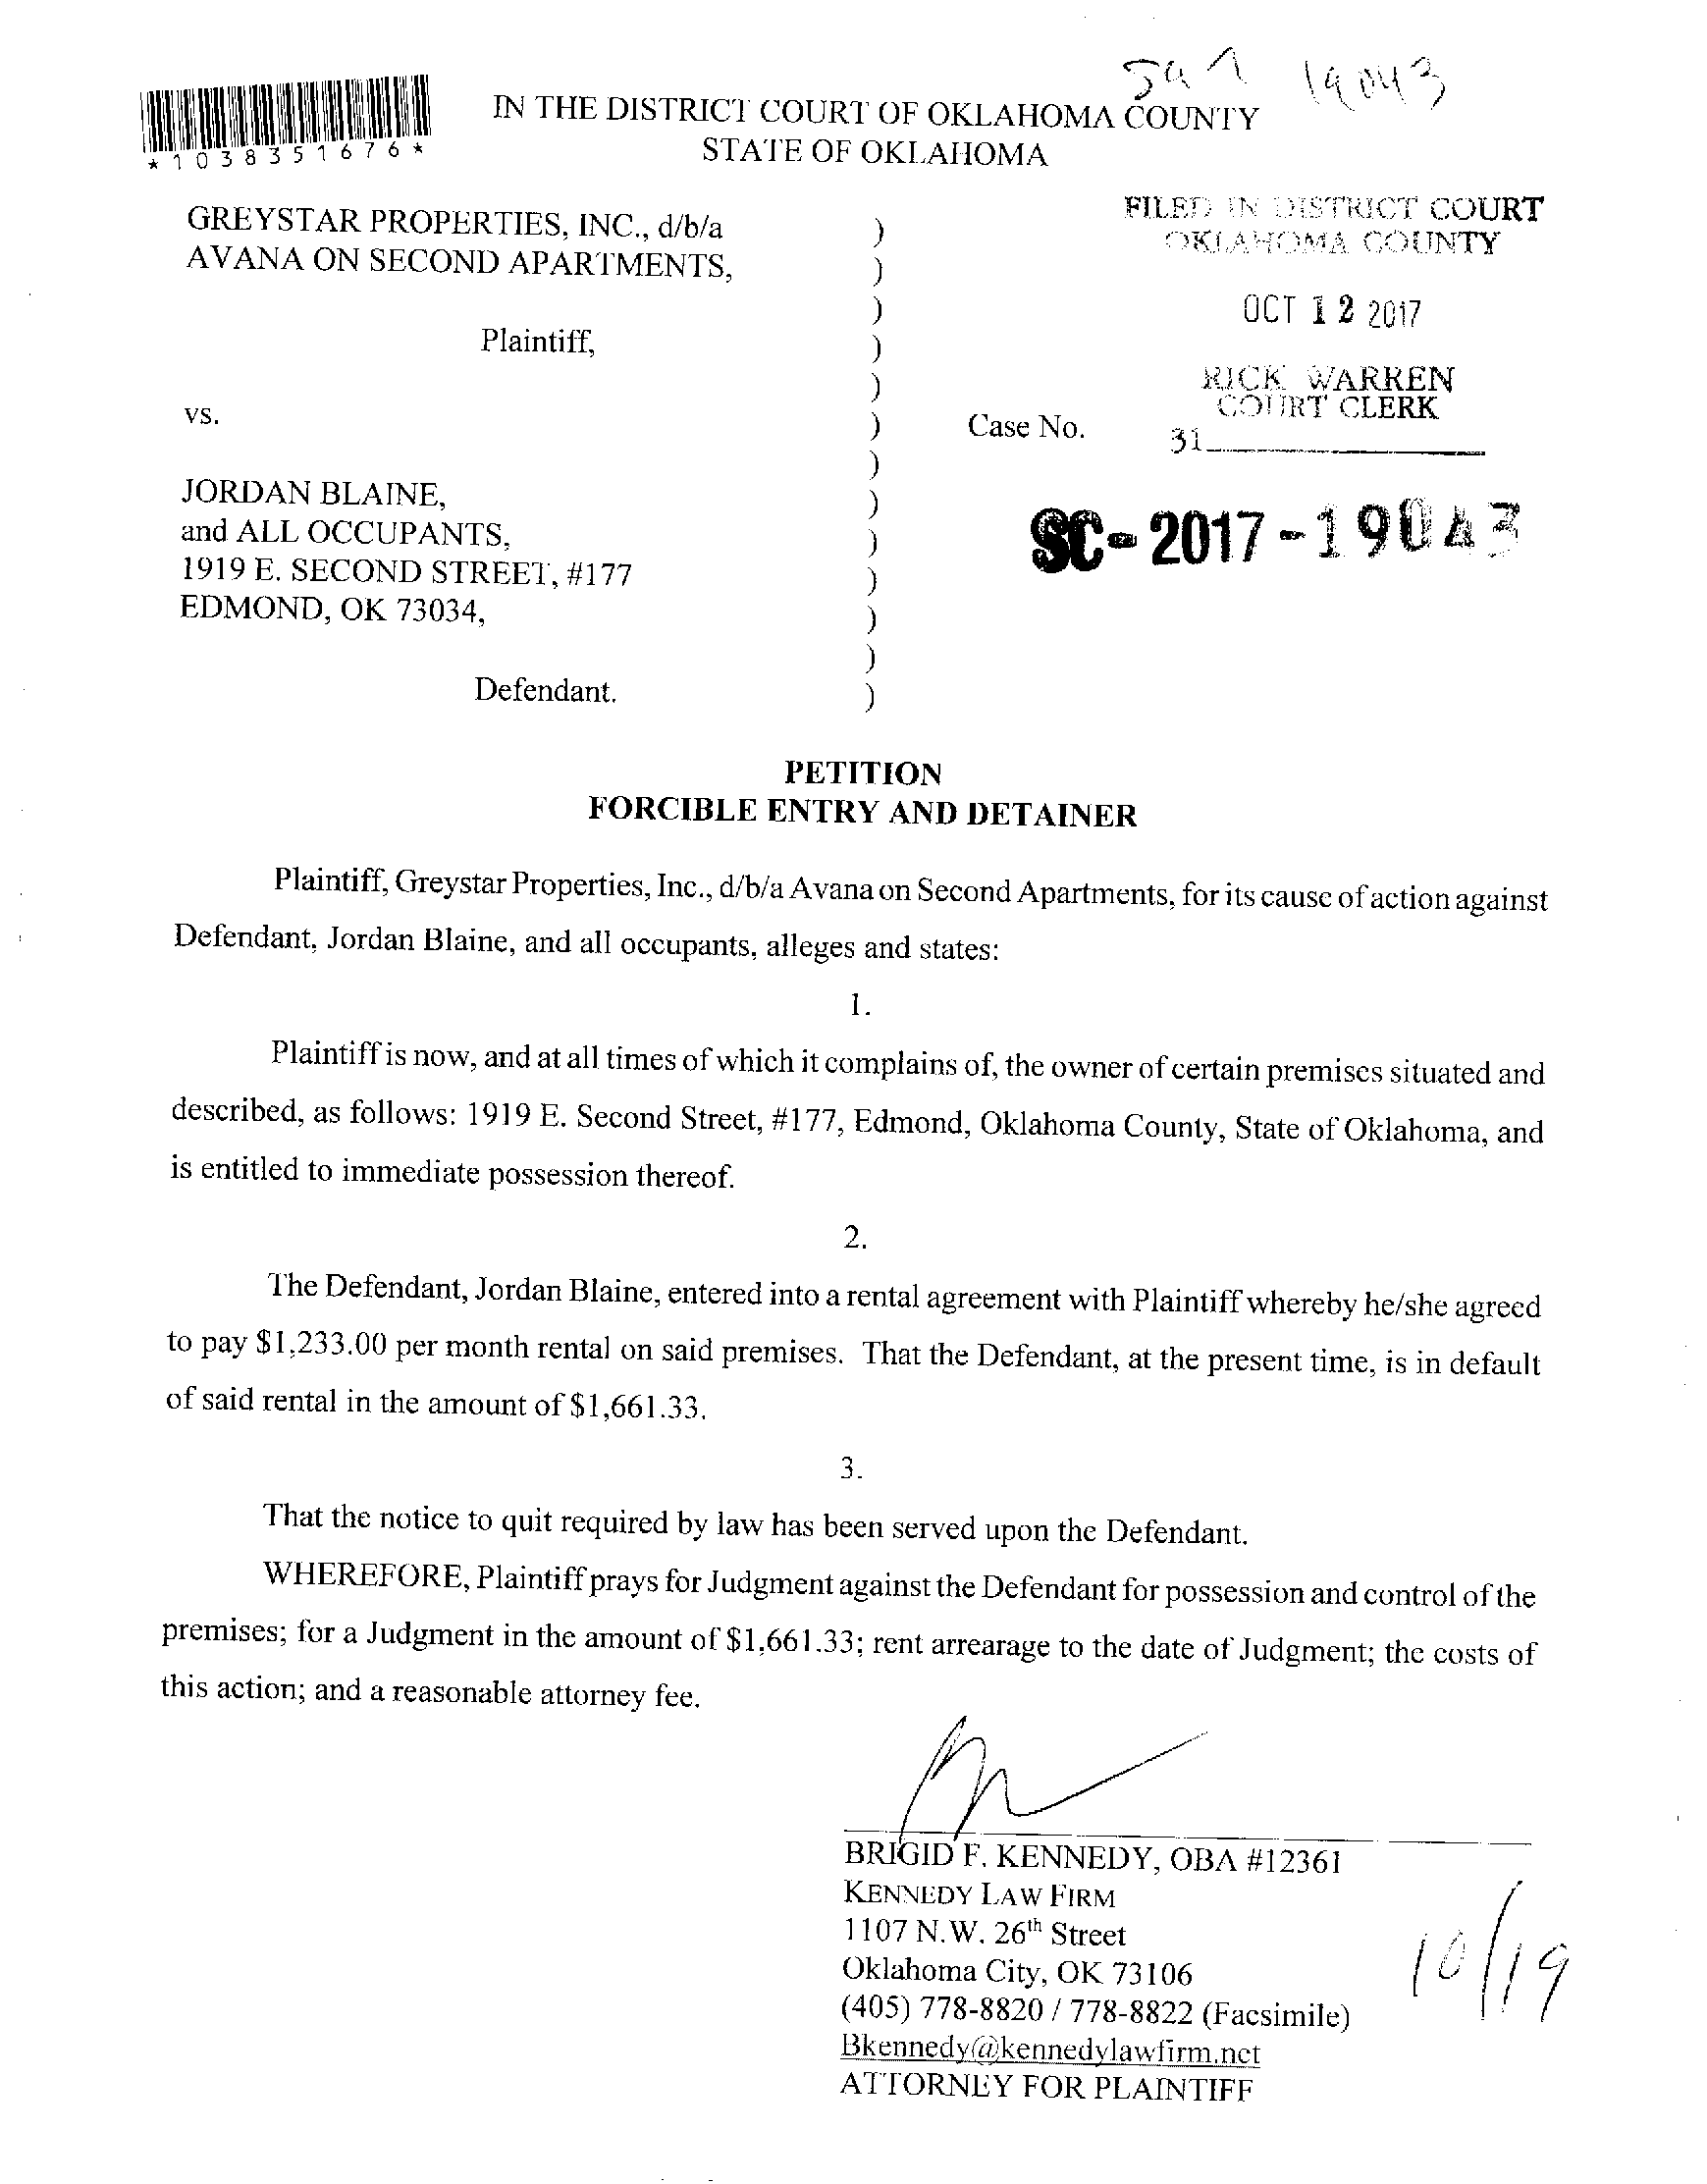 19043
IN THE DISTRICT COURT OF OKLAHOMA COUNTY
STATE OF OKLAHOMA
*1038351676*
GREYSTAR PROPERTIES, INC., d/b/a
AVANA ON SECOND APARTMENTS,
Plaintiff,
vs.
JORDAN BLAINE,
and ALL OCCUPANTS,
1919 E. SECOND STREET, #177
EDMOND, OK 73034,
Defendant.
)
)
)
)
)
)
)
)
)
)
)
)
)
FILED IN DISTRICT COURT
OKLAHOMA COUNTY
OCT 12 2017
RICK WARREN
COURT CLERK
Case No.
31
SC-2017-19043
PETITION
FORCIBLE ENTRY AND DETAINER
Plaintiff, Greystar Properties, Inc., d/b/a Avana on Second Apartments, for its cause of action against
Defendant, Jordan Blaine, and all occupants, alleges and states:
1.
Plaintiff is now, and at all times of which it complains of, the owner of certain premises situated and
described, as follows: 1919 E. Second Street, #177, Edmond, Oklahoma County, State of Oklahoma, and
is entitled to immediate possession thereof.
2.
The Defendant, Jordan Blaine, entered into a rental agreement with Plaintiff whereby he/she agreed
to pay $1,233.00 per month rental on said premises. That the Defendant, at the present time, is in default
of said rental in the amount of $1,661.33.
3.
That the notice to quit required by law has been served upon the Defendant.
WHEREFORE, Plaintiff prays for Judgment against the Defendant for possession and control of the
premises; for a Judgment in the amount of $1,661.33; rent arrearage to the date of Judgment; the costs of
this action; and a reasonable attorney fee.
BRIGID F. KENNEDY, OBA #12361
KENNEDY LAW FIRM
1107 N.W. 26th Street
Oklahoma City, OK 73106
(405) 778-8820 / 778-8822 (Facsimile)
Bkennedy@kennedylawfirm.net
ATTORNEY FOR PLAINTIFF
10/19